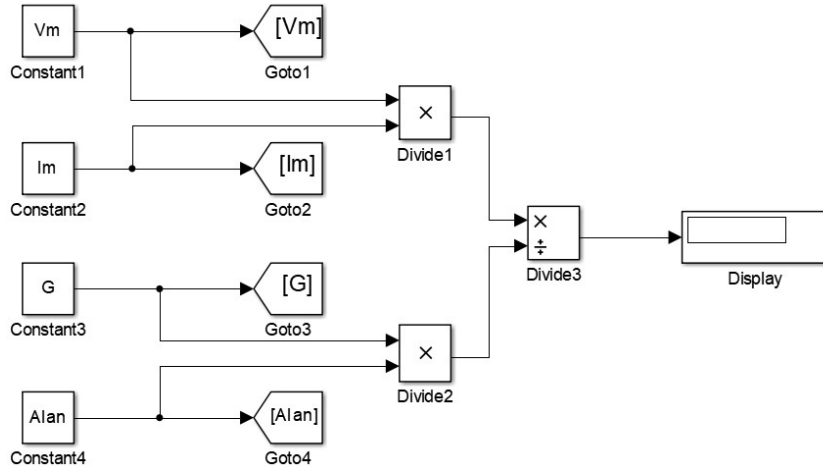 Vm
[Vm]
Constant1
Goto1
×
Divide1
Im
[Im]
Constant2
Goto2
×
÷
Divide3
Display
G
[G]
Constant3
Goto3
×
Divide2
Alan
[Alan]
Constant4
Goto4